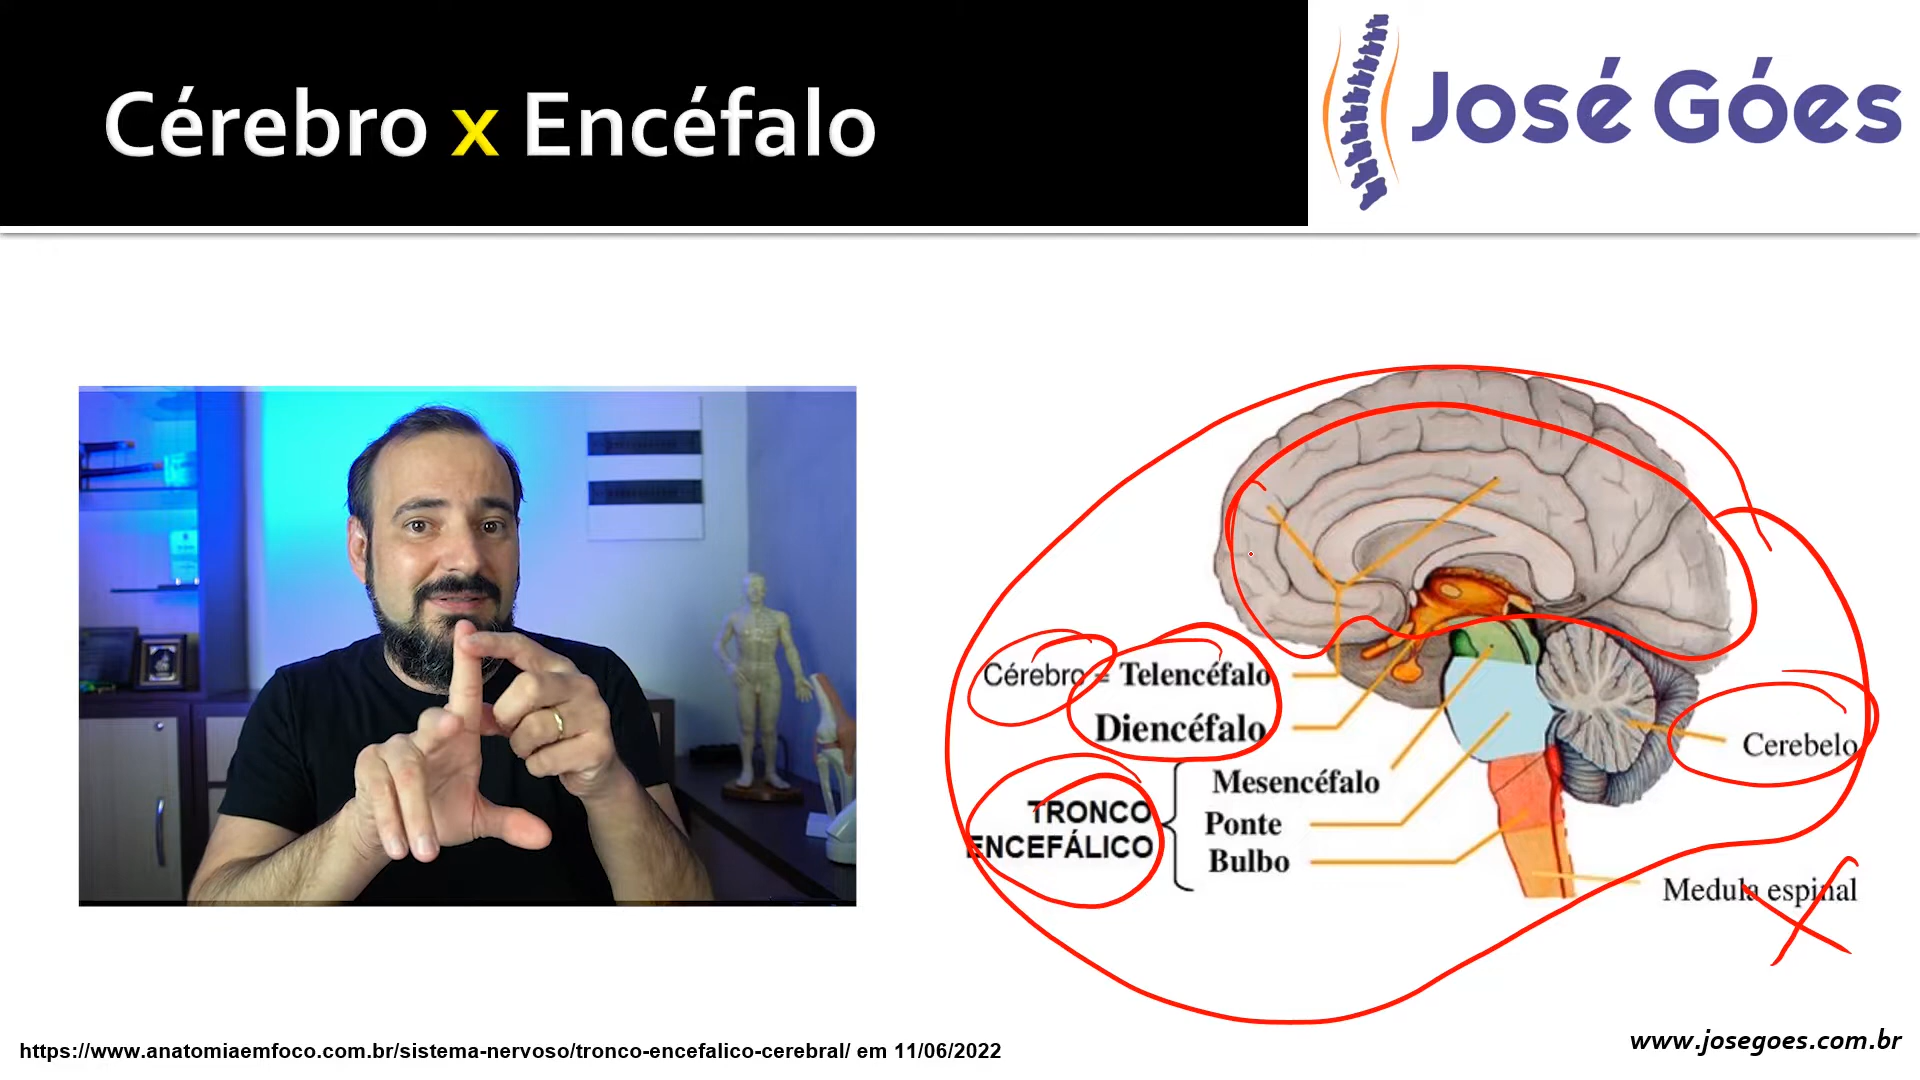 Cérebro x Encéfalo
José Góes
Cérebro = Telencéfalo
Diencéfalo
Mesencéfalo
TRONCO
ENCEFÁLICO
Ponte
Bulbo
Cerebelo
Medula espinal
https://www.anatomiaemfoco.com.br/sistema-nervoso/tronco-encefalico-cerebral/ em 11/06/2022
www.josegoes.com.br